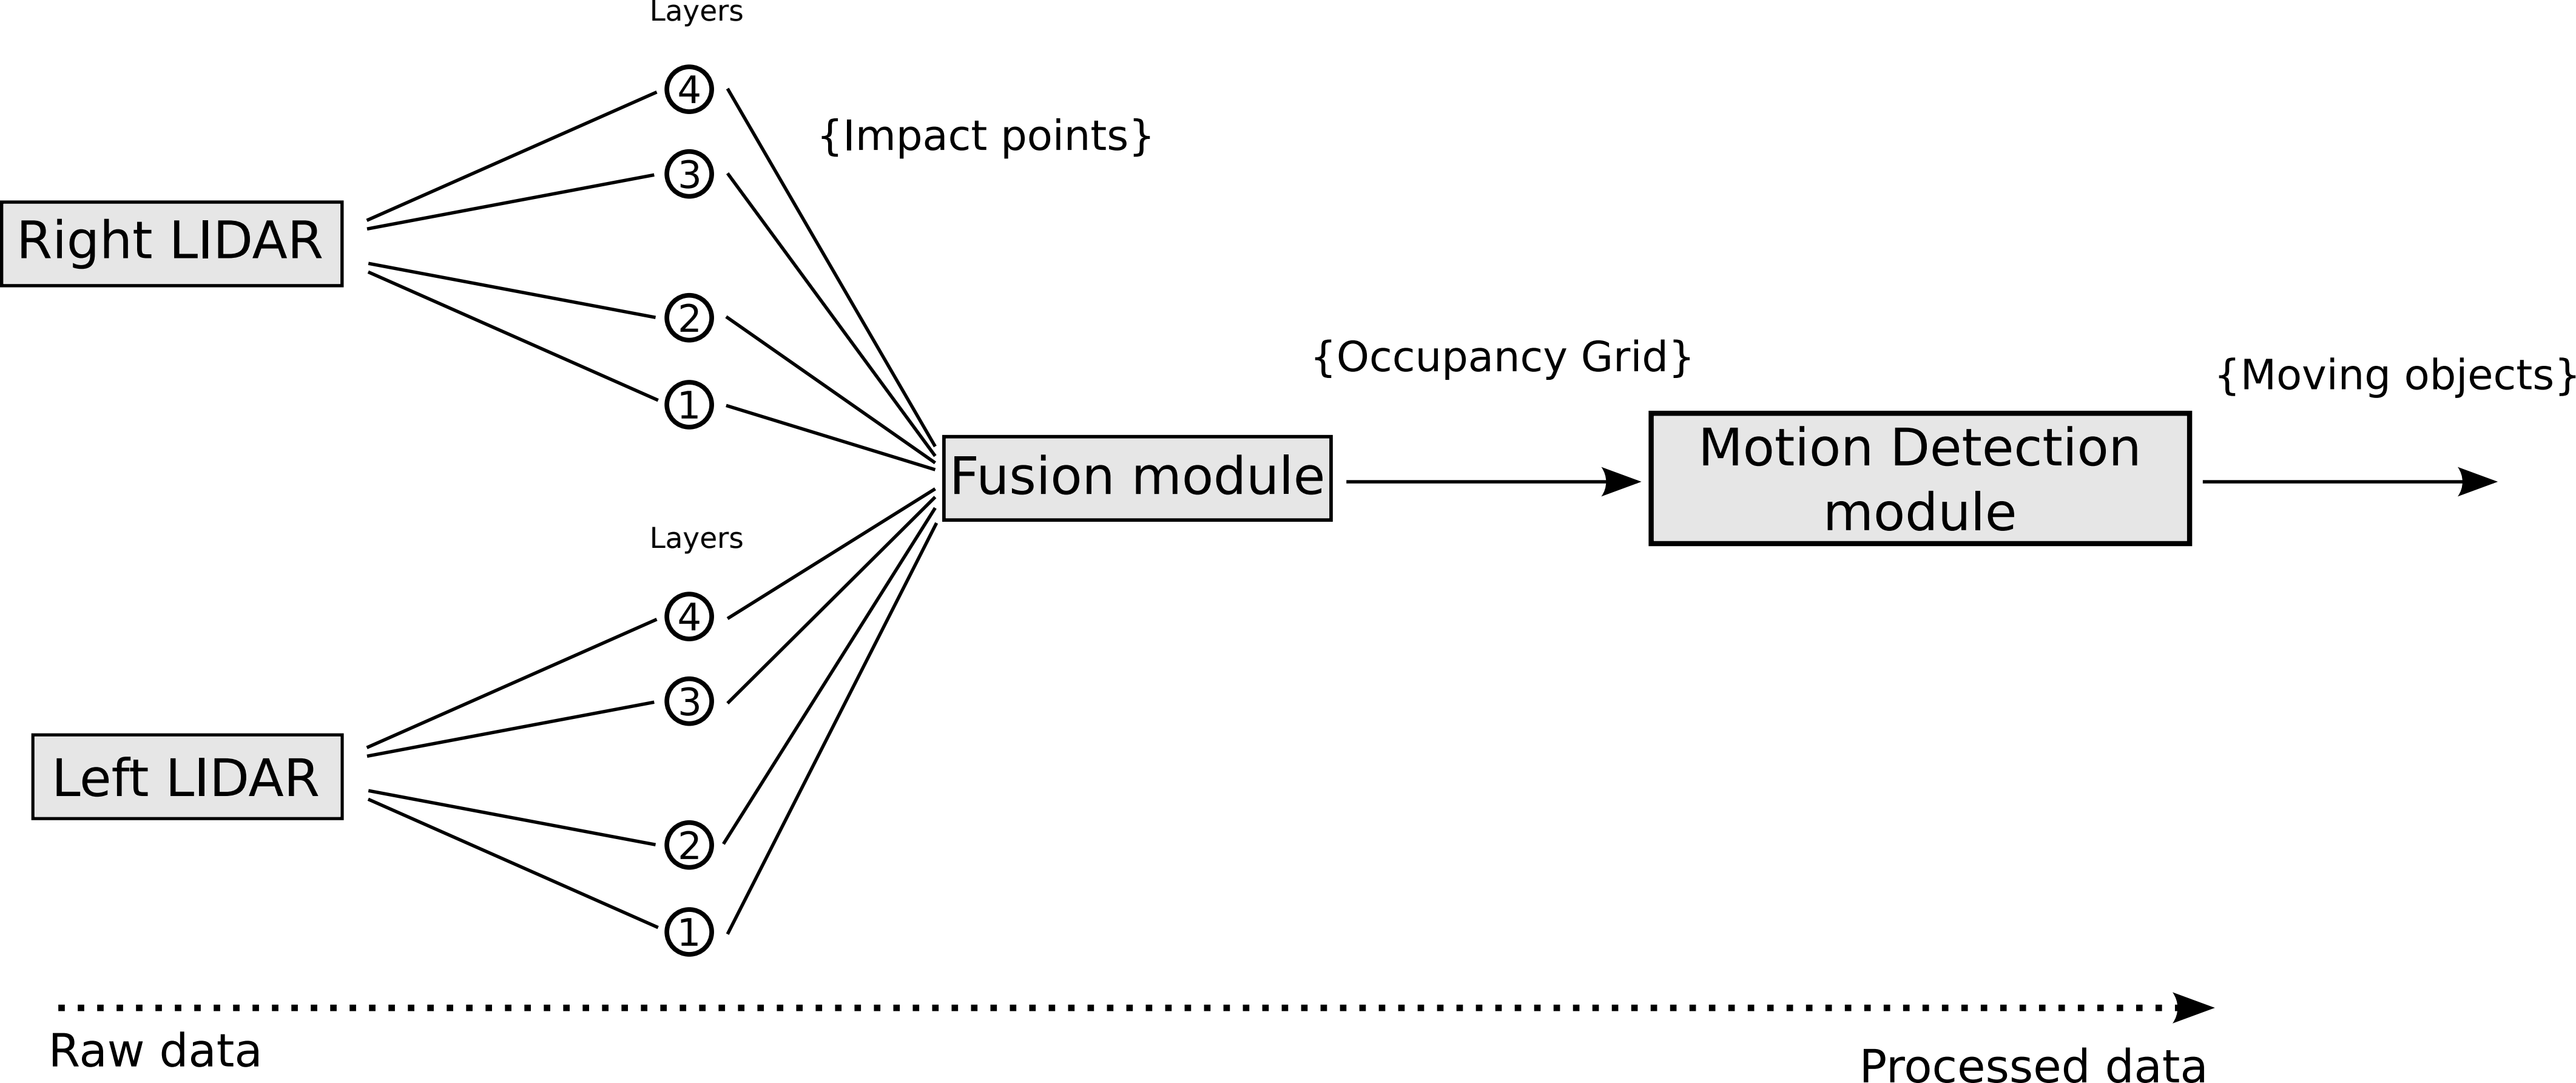 Layers
4
{Impact points}
3
Right LIDAR
2
1
{Occupancy Grid}
{Moving objects}
Fusion module
Motion Detection
module
Layers
4
3
Left LIDAR
2
1
Raw data
Processed data